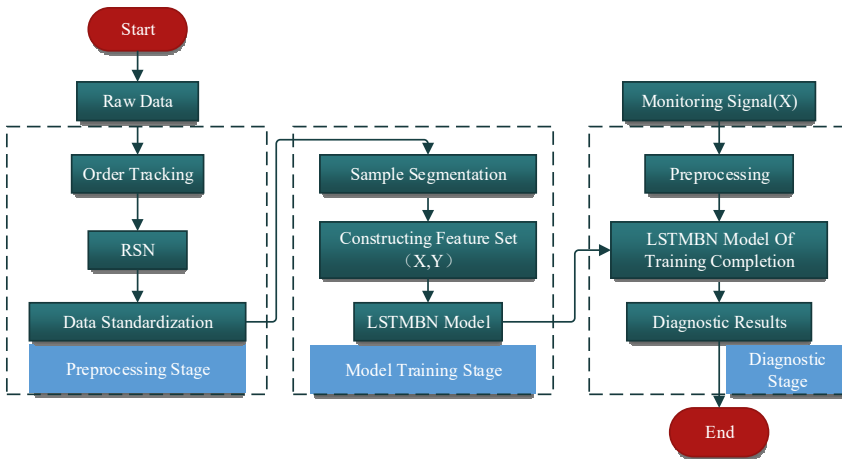 Start
Raw Data
Order Tracking
RSN
Data Standardization
Preprocessing Stage
Sample Segmentation
Constructing Feature Set
（X,Y）
LSTMBN Model
Model Training Stage
Monitoring Signal(X)
Preprocessing
LSTMBN Model Of
Training Completion
Diagnostic Results
Diagnostic
Stage
End